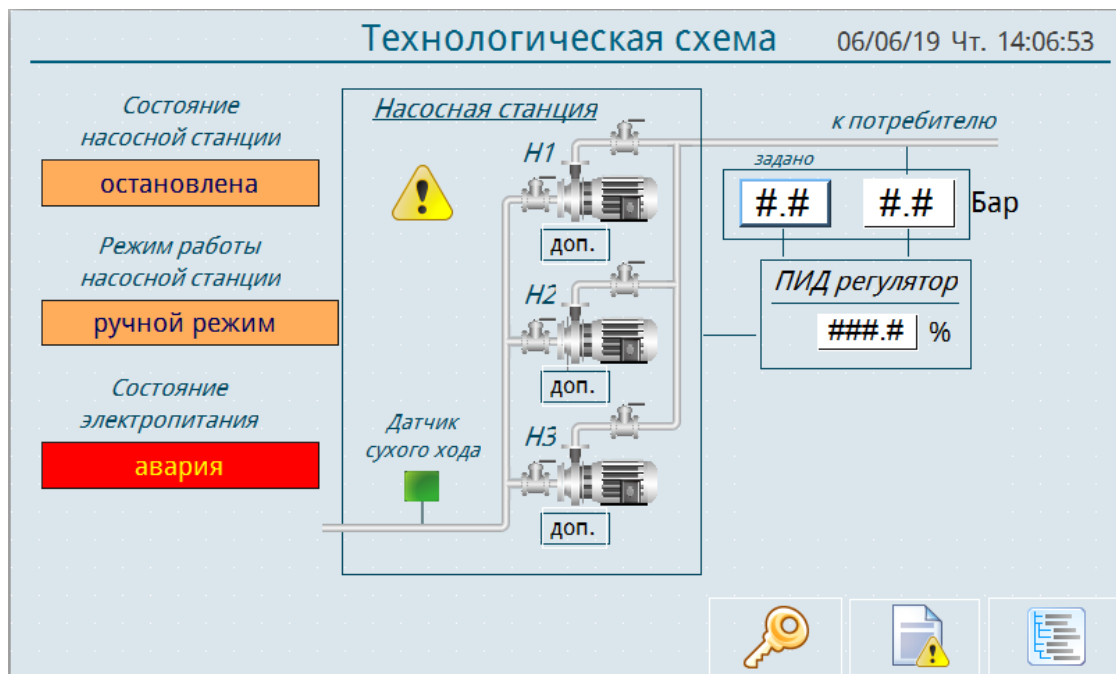 Технологическая схема
06/06/19 Чт. 14:06:53
Состояние
насосной станции
остановлена
Режим работы
насосной станции
ручной режим
Состояние
электропитания
авария
Насосная станция
Н1
доп.
Н2
доп.
Датчик
сухого хода
Н3
доп.
к потребителю
задано
#.#
#.#
Бар
ПИД регулятор
###.# %